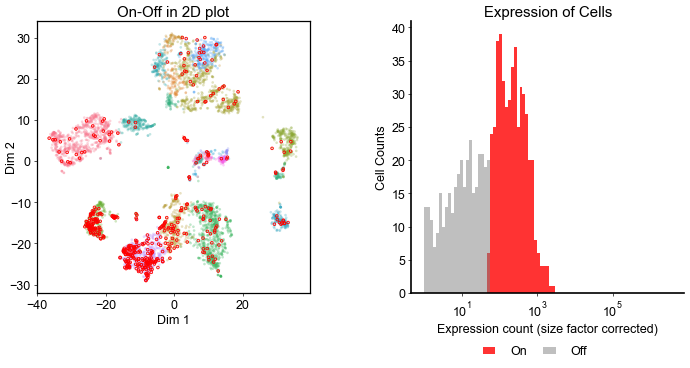 On-Off in 2D plot
Dim 2
30
20
10
0
−10
−20
−30
−40
−20
0
20
Dim 1
Expression of Cells
Cell Counts
40
35
30
25
20
15
10
5
0
10¹
10³
10⁵
Expression count (size factor corrected)
On
Off